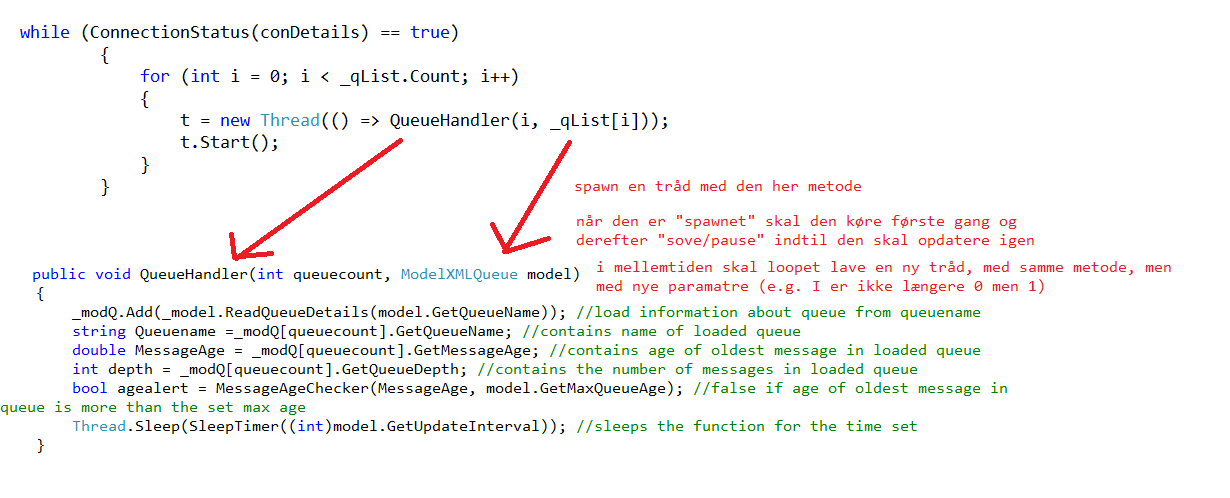 while (ConnectionStatus(conDetails) == true)
{
for (int i = 0; i < _qList.Count; i++)
{
t = new Thread(() => QueueHandler(i, _qList[i]));
t.Start();
}
}
spawn en tråd med den her metode
når den er "spawnet" skal den køre første gang og
derefter "sove/pause" indtil den skal opdatere igen
i mellemtiden skal loopet lave en ny tråd, med samme metode, men
med nye paramatre (e.g. I er ikke længere 0 men 1)
public void QueueHandler(int queuecount, ModelXMLQueue model)
{
_modQ.Add(_model.ReadQueueDetails(model.GetQueueName)); //load information about queue from queuename
string Queuename =_modQ[queuecount].GetQueueName; //contains name of loaded queue
double MessageAge = _modQ[queuecount].GetMessageAge; //contains age of oldest message in loaded queue
int depth = _modQ[queuecount].GetQueueDepth; //contains the number of messages in loaded queue
bool agealert = MessageAgeChecker(MessageAge, model.GetMaxQueueAge); //false if age of oldest message in
queue is more than the set max age
Thread.Sleep(SleepTimer((int)model.GetUpdateInterval)); //sleeps the function for the time set
}